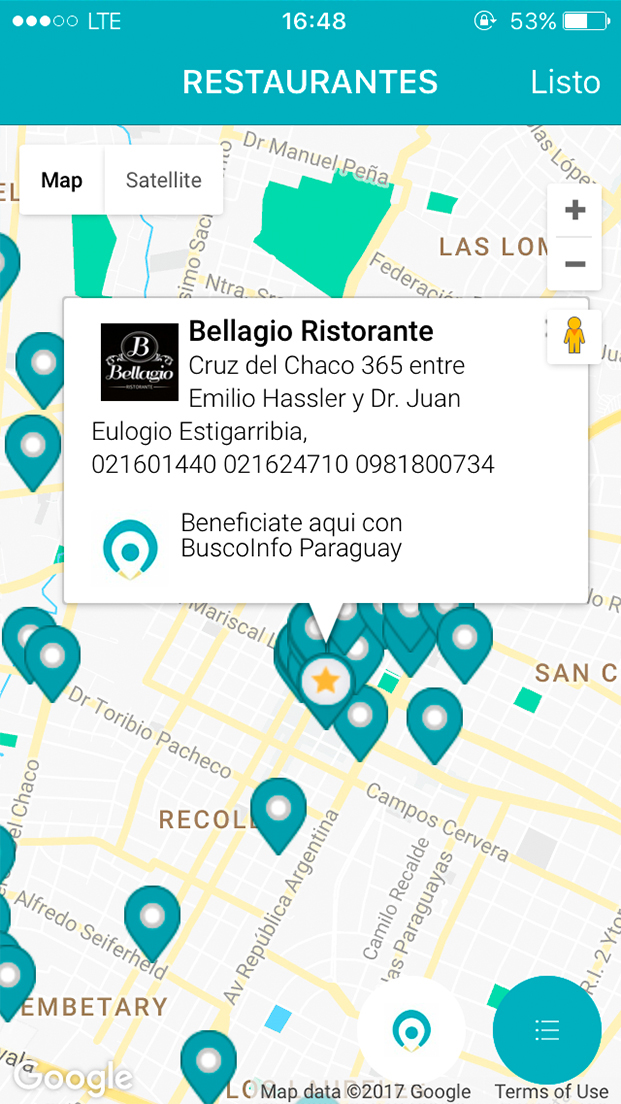 LTE 16:48 53%
RESTAURANTES Listo
Map Satellite
Dr Manuel Peña
LAS LOM
Federación
Ntra. S
Bellagio Ristorante
B
Bellagio
RISTORANTE
Cruz del Chaco 365 entre
Emilio Hassler y Dr. Juan
Eulogio Estigarribia,
021601440 021624710 0981800734
Beneficiate aqui con
BuscoInfo Paraguay
Mariscal L
SAN C
Dr Toribio Pacheco
el Chaco
RECOL
Campos Cervera
Av República Argentina
Camilo Recalde
las Paraguayas
Alfredo Seiferheld
R.I. 2 Ytor
EMBETARY
Google
Map data ©2017 Google Terms of Use